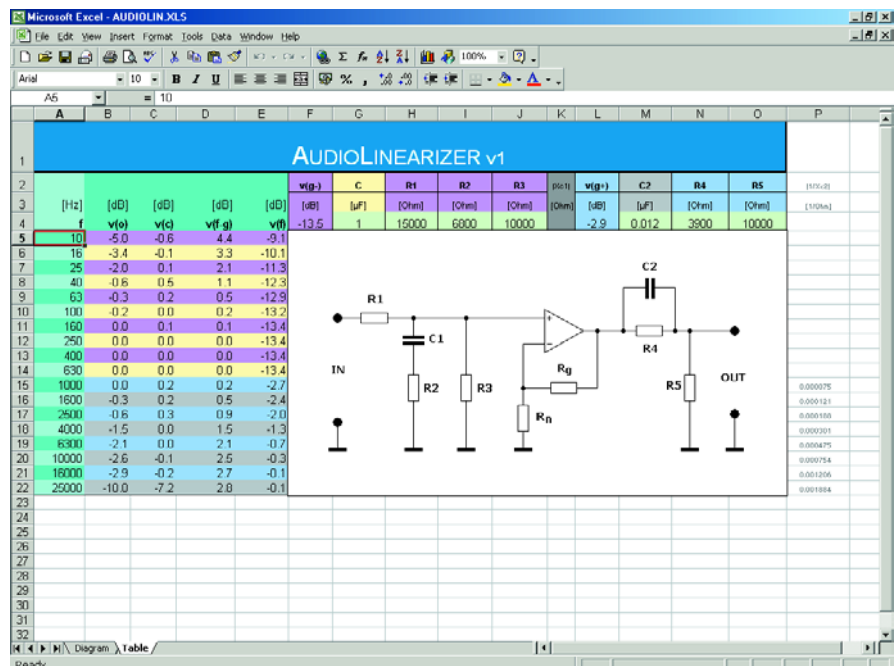 Microsoft Excel - AUDIOLIN.XLS
File Edit View Insert Format Tools Data Window Help
100%
Arial 10 B I U
A5 = 10
A B C D E F G H I J K L M N O P
1 AUDIOLINEARIZER v1
2 v(g-) C R1 R2 R3 v(g+) C2 R4 R5
3 [Hz] [dB] [dB] [dB] [dB] [dB] [µF] [Ohm] [Ohm] [Ohm] [Ohm] [dB] [µF] [Ohm] [Ohm] [1/Ohm]
4 f v(o) v(c) v(f-g) v(f) -13.5 1 15000 6000 10000 -2.9 0.012 3900 10000
5 10 -5.0 -0.6 4.4 -9.1
6 16 -3.4 -0.1 3.3 -10.1
7 25 -2.0 0.1 2.1 -11.3
8 40 -0.6 0.5 1.1 -12.3
9 63 -0.3 0.2 0.5 -12.9
10 100 -0.2 0.0 0.2 -13.2
11 160 0.0 0.1 0.1 -13.4
12 250 0.0 0.0 0.0 -13.4
13 400 0.0 0.0 0.0 -13.4
14 630 0.0 0.0 0.0 -13.4
15 1000 0.0 0.2 0.2 -2.7 0.000075
16 1600 -0.3 0.2 0.5 -2.4 0.000121
17 2500 -0.6 0.3 0.9 -2.0
18 4000 -1.5 0.0 1.5 -1.3 0.000301
19 6300 -2.1 0.0 2.1 -0.7 0.000475
20 10000 -2.6 -0.1 2.5 -0.3 0.000754
21 16000 -2.9 -0.2 2.7 -0.1 0.001206
22 25000 -10.0 -7.2 2.8 -0.1 0.001884
C2
R1
C1
R4
IN
Rg
R2
R3
R5
OUT
Rn
23
24
25
26
27
28
29
30
31
32
Diagram Table
Ready